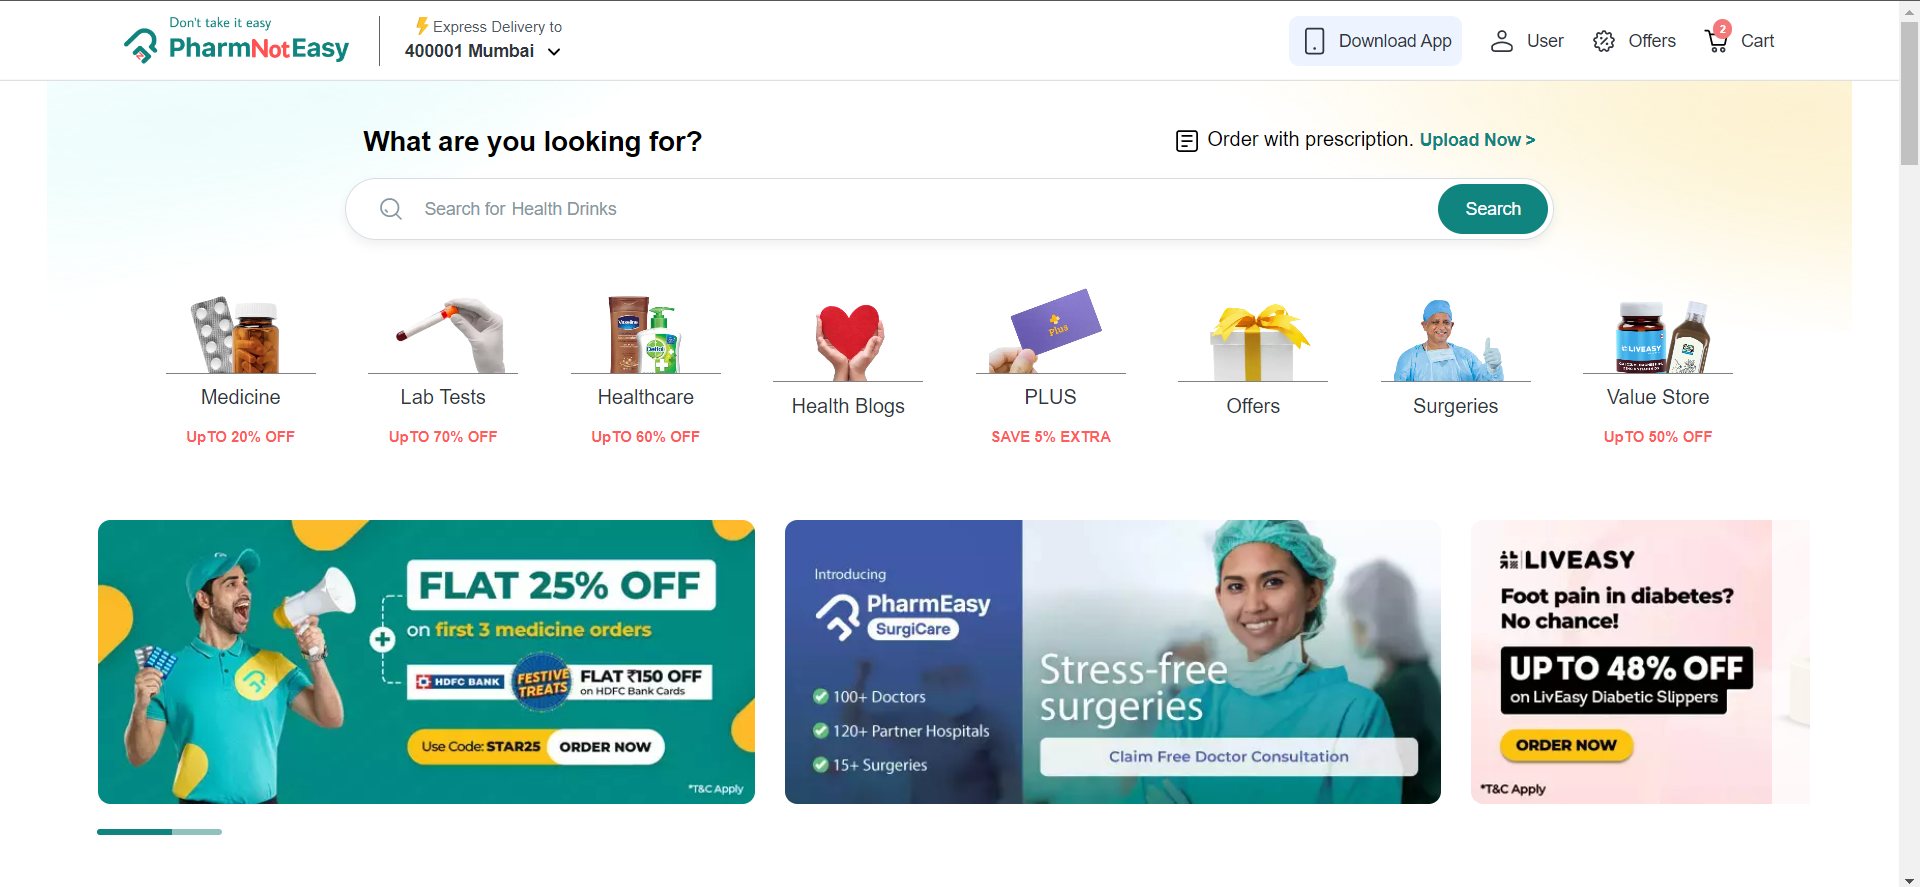 Don't take it easy
PharmNotEasy
Express Delivery to
400001 Mumbai
Download App
User
Offers
2
Cart
What are you looking for?
Order with prescription. Upload Now >
Search for Health Drinks
Search
Vaseline
Dettol
Plus
LIVEASY
Medicine
Lab Tests
Healthcare
Health Blogs
PLUS
Offers
Surgeries
Value Store
UpTO 20% OFF
UpTO 70% OFF
UpTO 60% OFF
SAVE 5% EXTRA
UpTO 50% OFF
FLAT 25% OFF
on first 3 medicine orders
HDFC BANK
FESTIVE
TREATS
FLAT ₹150 OFF
on HDFC Bank Cards
Use Code: STAR25
ORDER NOW
*T&C Apply
Introducing
PharmEasy
SurgiCare
100+ Doctors
120+ Partner Hospitals
15+ Surgeries
Stress-free
surgeries
Claim Free Doctor Consultation
LIVEASY
Foot pain in diabetes?
No chance!
UP TO 48% OFF
on LivEasy Diabetic Slippers
ORDER NOW
*T&C Apply